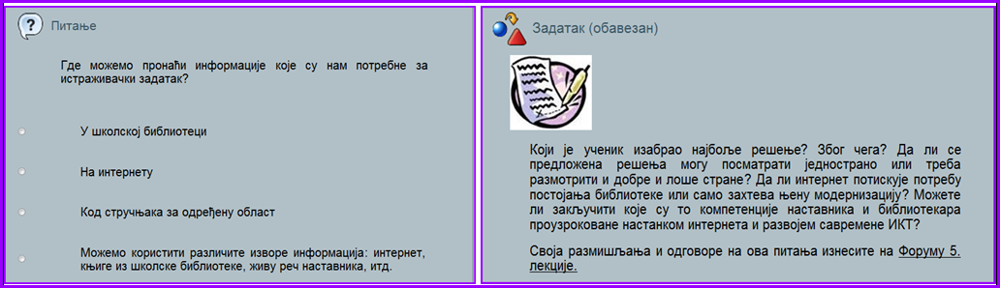 Питање
Где можемо пронаћи информације које су нам потребне за
истраживачки задатак?
У школској библиотеци
На интернету
Код стручњака за одређену област
Можемо користити различите изворе информација: интернет,
књиге из школске библиотеке, живу реч наставника, итд.
Задатак (обавезан)
Који је ученик изабрао најбоље решење? Због чега? Да ли се
предложена решења могу посматрати једнострано или треба
размотрити и добре и лоше стране? Да ли интернет потискује потребу
постојања библиотеке или само захтева њену модернизацију? Можете
ли закључити које су то компетенције наставника и библиотекара
проузроковане настанком интернета и развојем савремене ИКТ?
Своја размишљања и одговоре на ова питања изнесите на Форуму 5.
лекције.